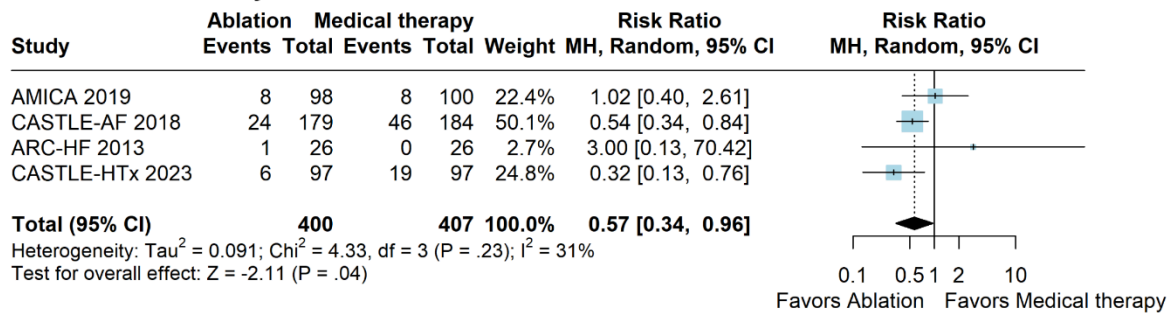 Ablation Medical therapy Risk Ratio Risk Ratio
Study Events Total Events Total Weight MH, Random, 95% CI MH, Random, 95% CI
AMICA 2019 8 98 8 100 22.4% 1.02 [0.40, 2.61]
CASTLE-AF 2018 24 179 46 184 50.1% 0.54 [0.34, 0.84]
ARC-HF 2013 1 26 0 26 2.7% 3.00 [0.13, 70.42]
CASTLE-HTx 2023 6 97 19 97 24.8% 0.32 [0.13, 0.76]
Total (95% CI) 400 407 100.0% 0.57 [0.34, 0.96]
Heterogeneity: Tau² = 0.091; Chi² = 4.33, df = 3 (P = .23); I² = 31%
Test for overall effect: Z = -2.11 (P = .04)
0.1 0.5 1 2 10
Favors Ablation Favors Medical therapy